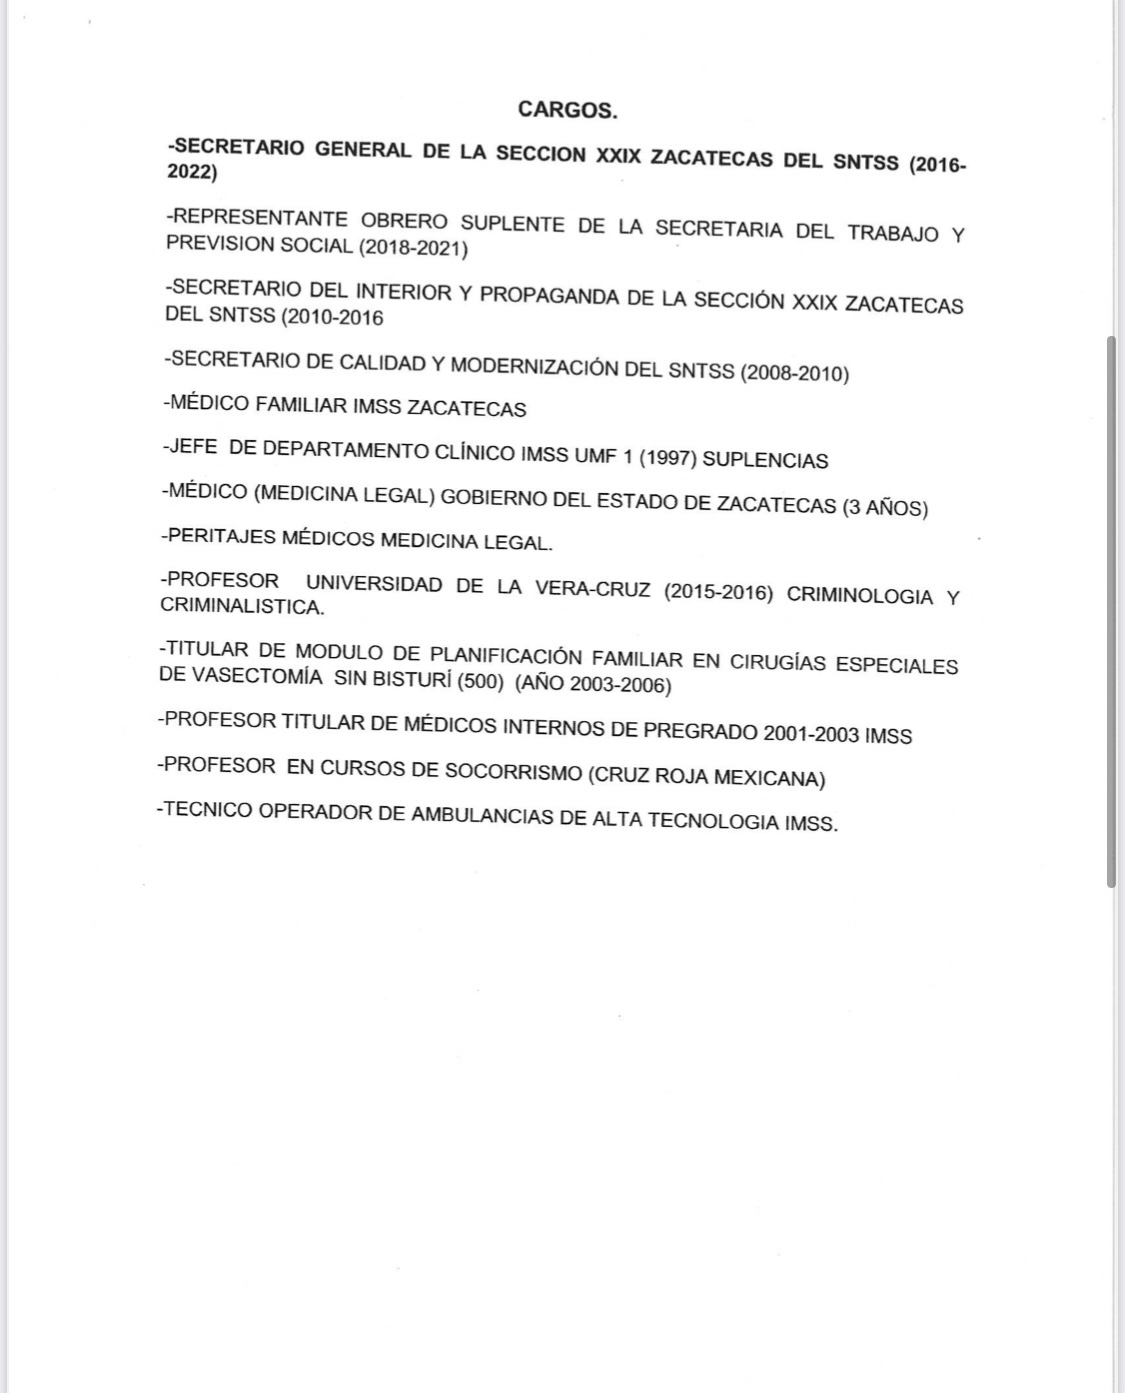 CARGOS.
-SECRETARIO GENERAL DE LA SECCION XXIX ZACATECAS DEL SNTSS (2016-
2022)
-REPRESENTANTE OBRERO SUPLENTE DE LA SECRETARIA DEL TRABAJO Y
PREVISION SOCIAL (2018-2021)
-SECRETARIO DEL INTERIOR Y PROPAGANDA DE LA SECCIÓN XXIX ZACATECAS
DEL SNTSS (2010-2016
-SECRETARIO DE CALIDAD Y MODERNIZACIÓN DEL SNTSS (2008-2010)
-MÉDICO FAMILIAR IMSS ZACATECAS
-JEFE  DE DEPARTAMENTO CLÍNICO IMSS UMF 1 (1997) SUPLENCIAS
-MÉDICO (MEDICINA LEGAL) GOBIERNO DEL ESTADO DE ZACATECAS (3 AÑOS)
-PERITAJES MÉDICOS MEDICINA LEGAL.
-PROFESOR  UNIVERSIDAD DE LA VERA-CRUZ (2015-2016) CRIMINOLOGIA Y
CRIMINALISTICA.
-TITULAR DE MODULO DE PLANIFICACIÓN FAMILIAR EN CIRUGÍAS ESPECIALES
DE VASECTOMÍA  SIN BISTURÍ (500)  (AÑO 2003-2006)
-PROFESOR TITULAR DE MÉDICOS INTERNOS DE PREGRADO 2001-2003 IMSS
-PROFESOR  EN CURSOS DE SOCORRISMO (CRUZ ROJA MEXICANA)
-TECNICO OPERADOR DE AMBULANCIAS DE ALTA TECNOLOGIA IMSS.